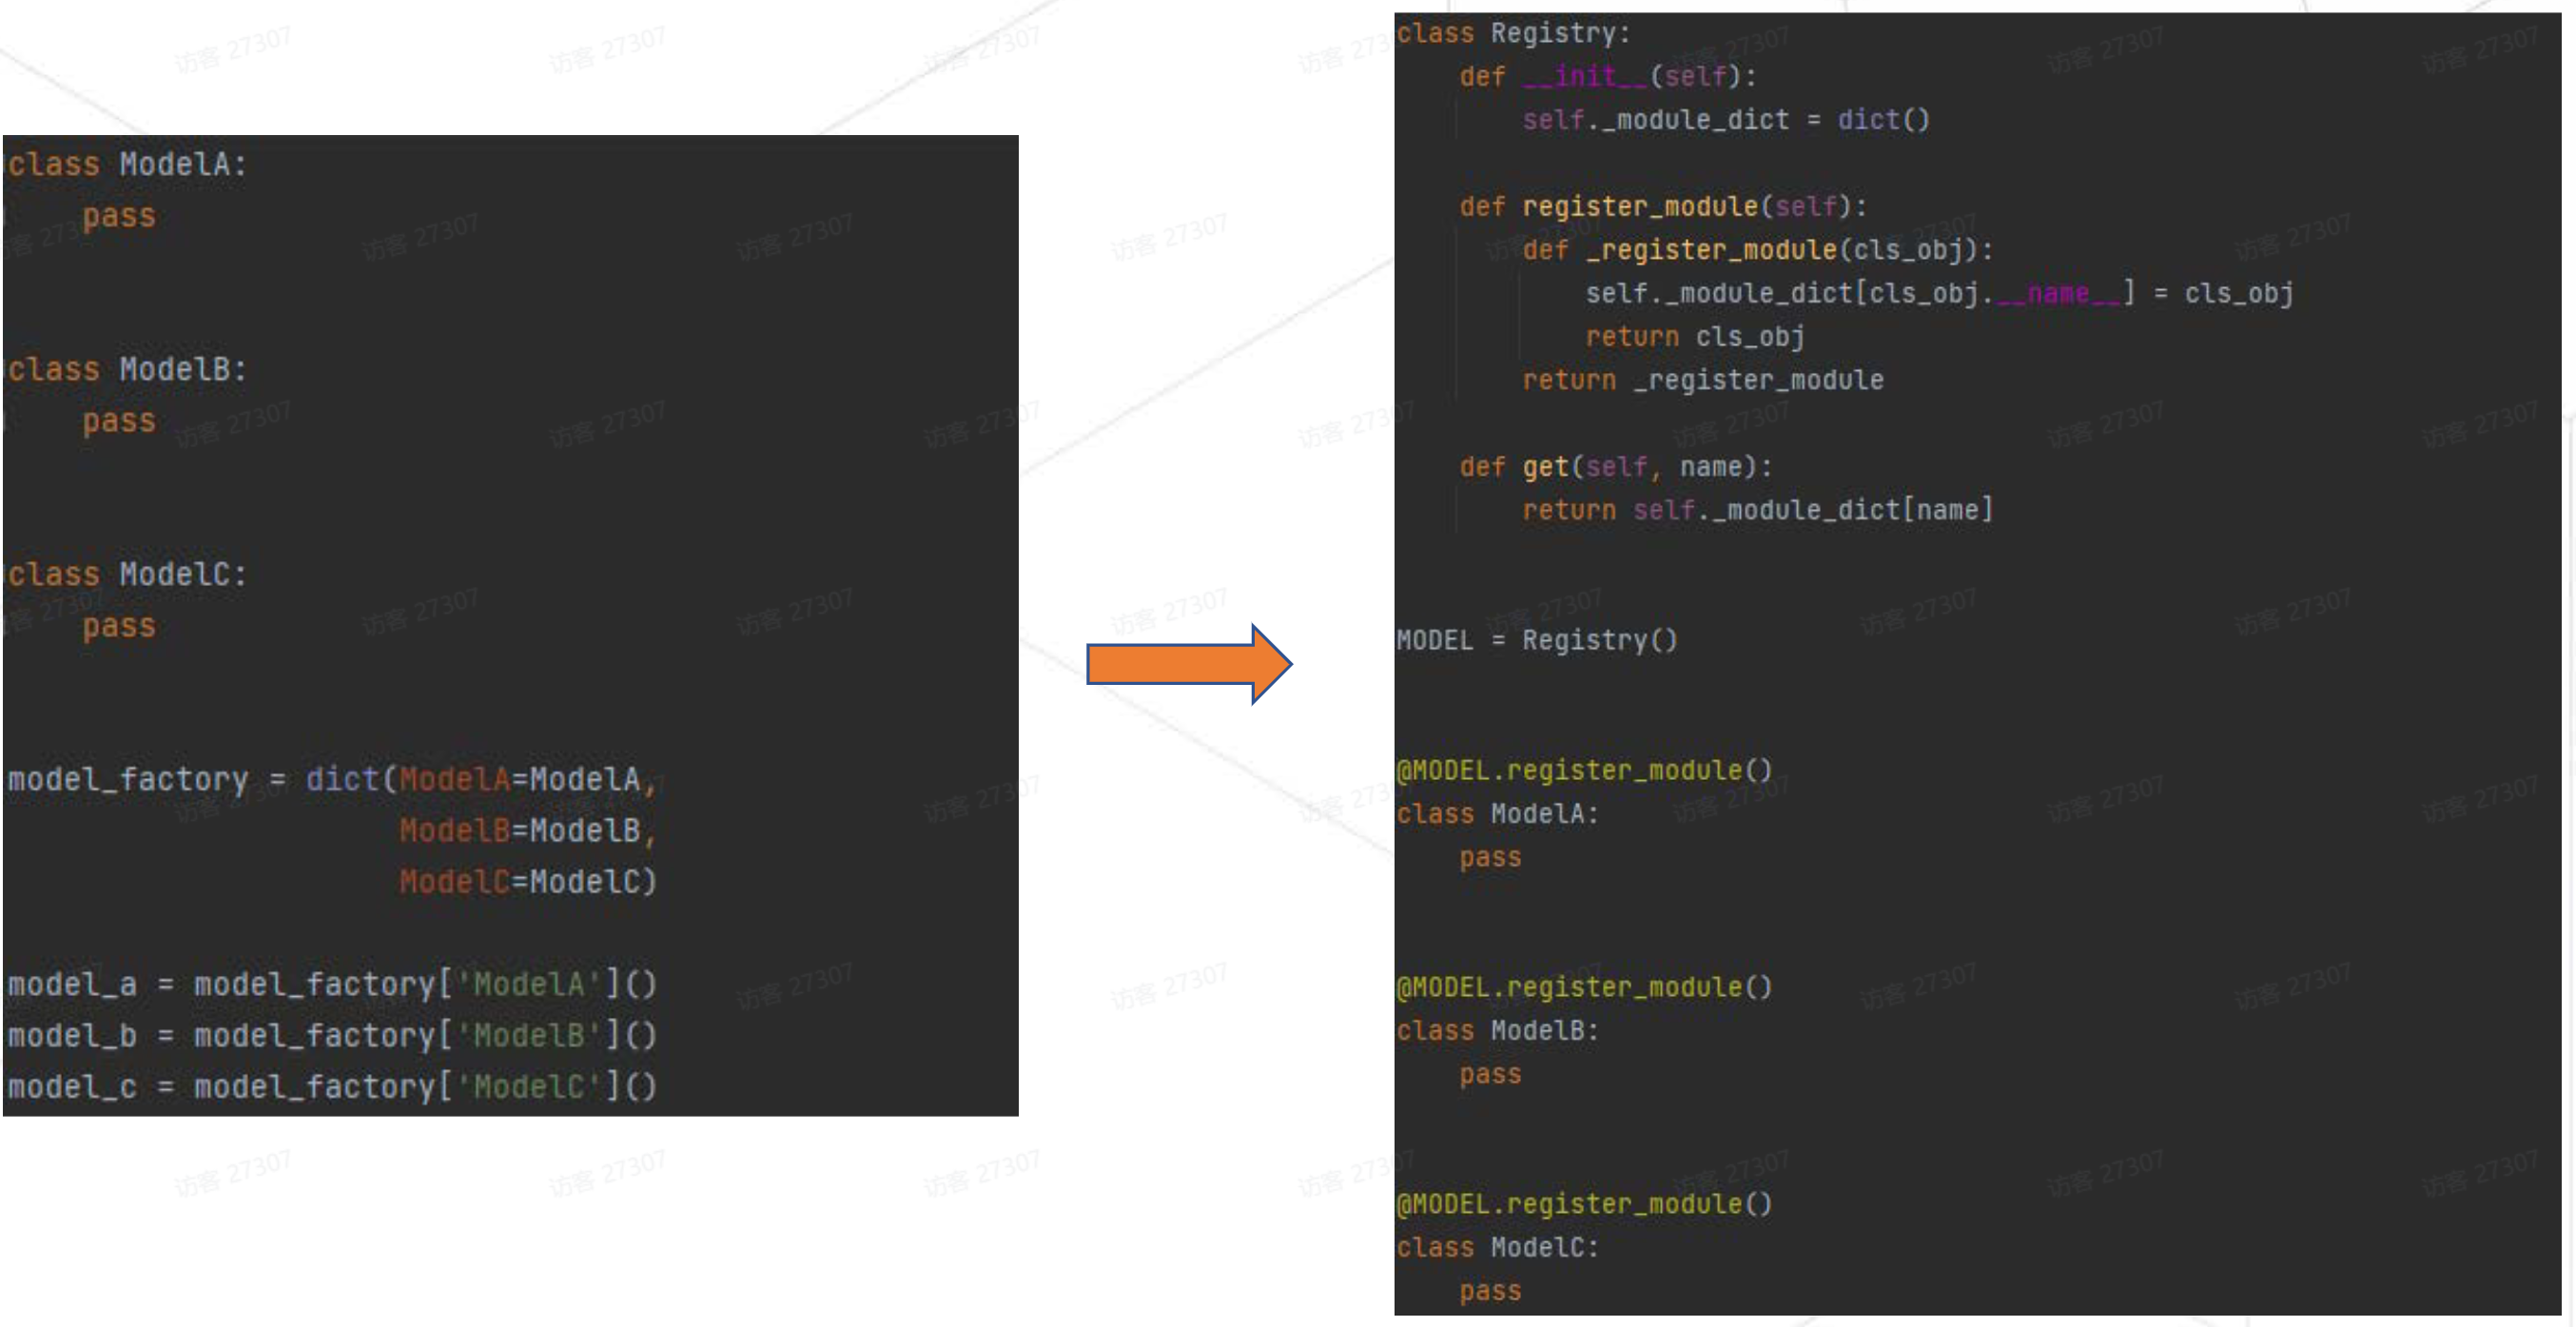 class ModelA:
    pass
class ModelB:
    pass
class ModelC:
    pass
model_factory = dict(ModelA=ModelA,
                     ModelB=ModelB,
                     ModelC=ModelC)
model_a = model_factory['ModelA']()
model_b = model_factory['ModelB']()
model_c = model_factory['ModelC']()
class Registry:
    def __init__(self):
        self._module_dict = dict()
    def register_module(self):
        def _register_module(cls_obj):
            self._module_dict[cls_obj.__name__] = cls_obj
            return cls_obj
        return _register_module
    def get(self, name):
        return self._module_dict[name]
MODEL = Registry()
@MODEL.register_module()
class ModelA:
    pass
@MODEL.register_module()
class ModelB:
    pass
@MODEL.register_module()
class ModelC:
    pass
访客 27307